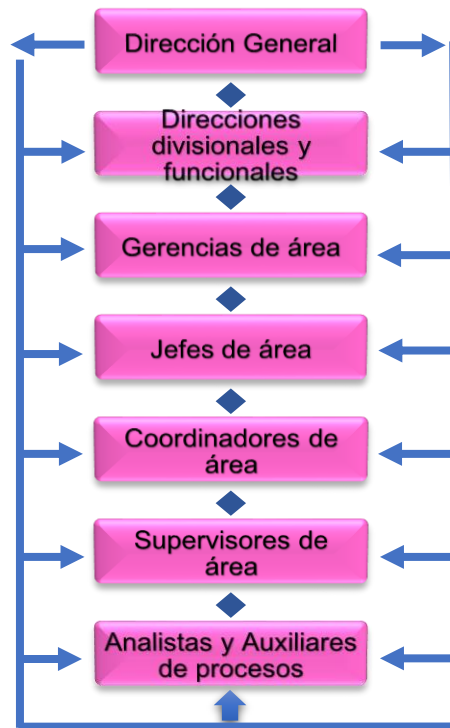 Dirección General
Direcciones
divisionales y
funcionales
Gerencias de área
Jefes de área
Coordinadores de
área
Supervisores de
área
Analistas y Auxiliares
de procesos